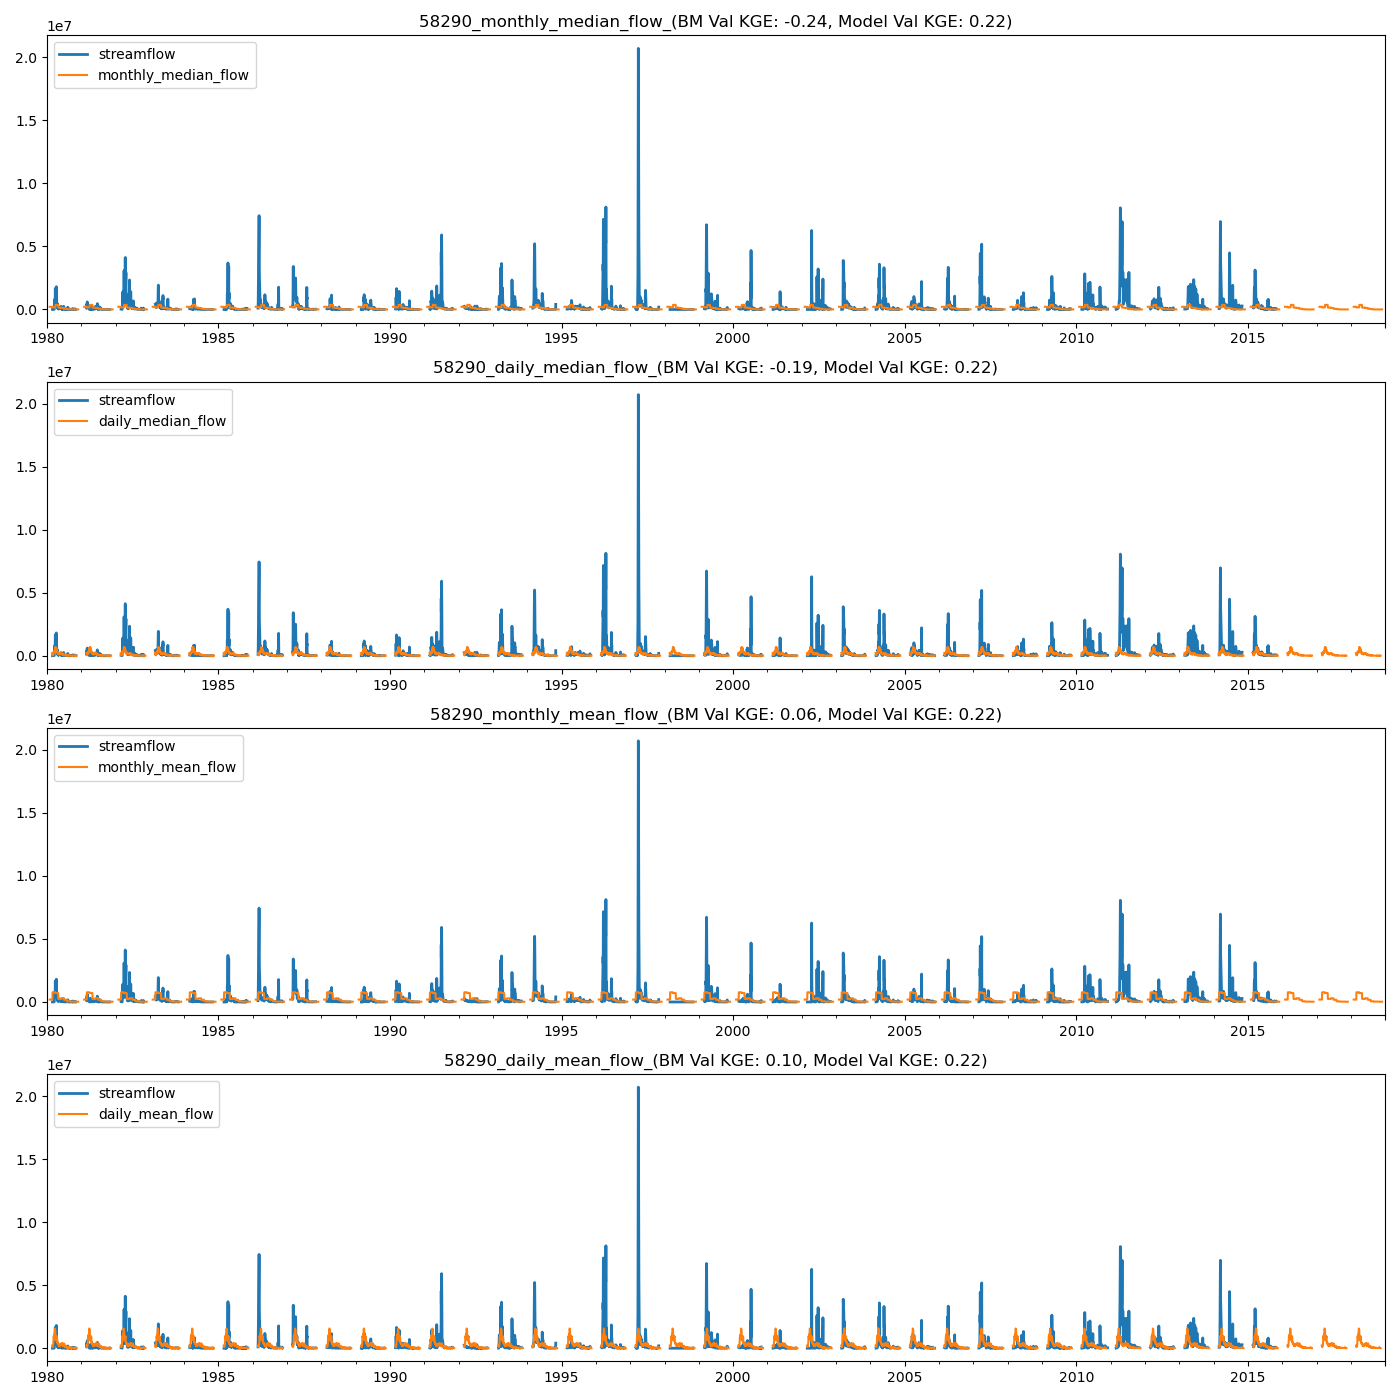 58290_monthly_median_flow_(BM Val KGE: -0.24, Model Val KGE: 0.22)
1e7
streamflow
monthly_median_flow
2.0
1.5
1.0
0.5
0.0
1980 1985 1990 1995 2000 2005 2010 2015
58290_daily_median_flow_(BM Val KGE: -0.19, Model Val KGE: 0.22)
1e7
streamflow
daily_median_flow
2.0
1.5
1.0
0.5
0.0
1980 1985 1990 1995 2000 2005 2010 2015
58290_monthly_mean_flow_(BM Val KGE: 0.06, Model Val KGE: 0.22)
1e7
streamflow
monthly_mean_flow
2.0
1.5
1.0
0.5
0.0
1980 1985 1990 1995 2000 2005 2010 2015
58290_daily_mean_flow_(BM Val KGE: 0.10, Model Val KGE: 0.22)
1e7
streamflow
daily_mean_flow
2.0
1.5
1.0
0.5
0.0
1980 1985 1990 1995 2000 2005 2010 2015